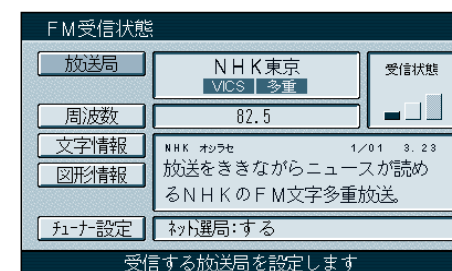 FM受信状態
放送局
NHK東京
VICS 多重
受信状態
周波数
82.5
文字情報
NHK オシラセ 1/01 3.23
図形情報
放送をききながらニュースが読め
るNHKのFM文字多重放送。
チューナー設定
ネット選局:する
受信する放送局を設定します